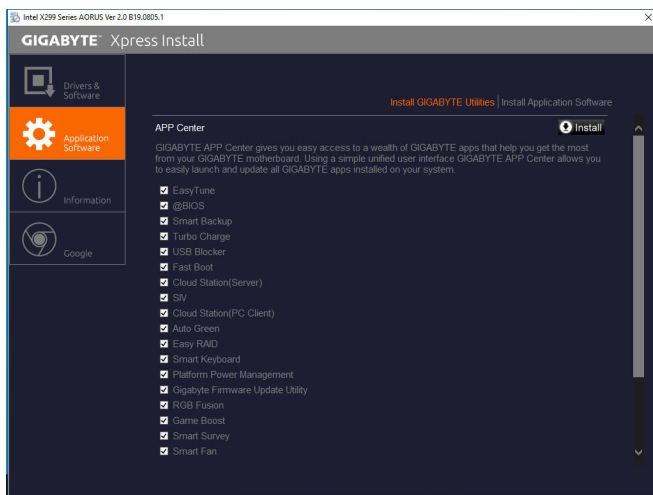 Intel X299 Series AORUS Ver 2.0 B19.0805.1
GIGABYTE™ Xpress Install
Drivers &
Software
Application
Software
Information
Google
Install GIGABYTE Utilities | Install Application Software
APP Center
Install
GIGABYTE APP Center gives you easy access to a wealth of GIGABYTE apps that help you get the most
from your GIGABYTE motherboard. Using a simple unified user interface GIGABYTE APP Center allows you
to easily launch and update all GIGABYTE apps installed on your system.
EasyTune
@BIOS
Smart Backup
Turbo Charge
USB Blocker
Fast Boot
Cloud Station(Server)
SIV
Cloud Station(PC Client)
Auto Green
Easy RAID
Smart Keyboard
Platform Power Management
Gigabyte Firmware Update Utility
RGB Fusion
Game Boost
Smart Survey
Smart Fan